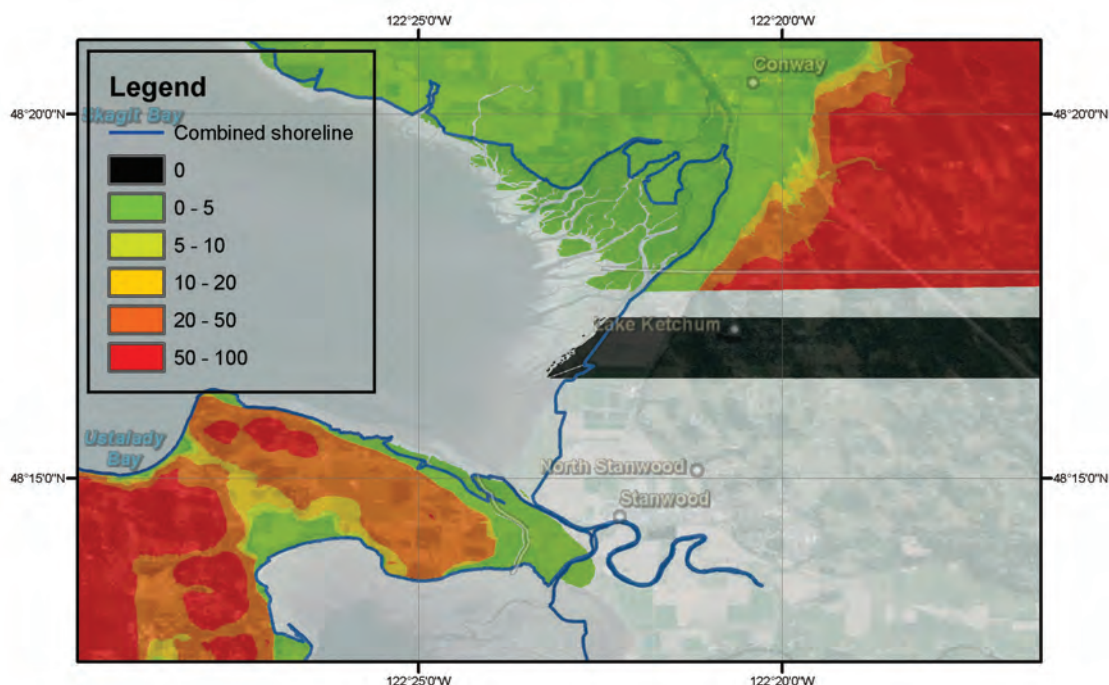 122°25'0"W
122°20'0"W
Legend
Conway
48°20'0"N
Skagit Bay
48°20'0"N
Combined shoreline
0
0 - 5
5 - 10
10 - 20
20 - 50
50 - 100
Lake Ketchum
Ustalady
Bay
48°15'0"N
North Stanwood
48°15'0"N
Stanwood
122°25'0"W
122°20'0"W